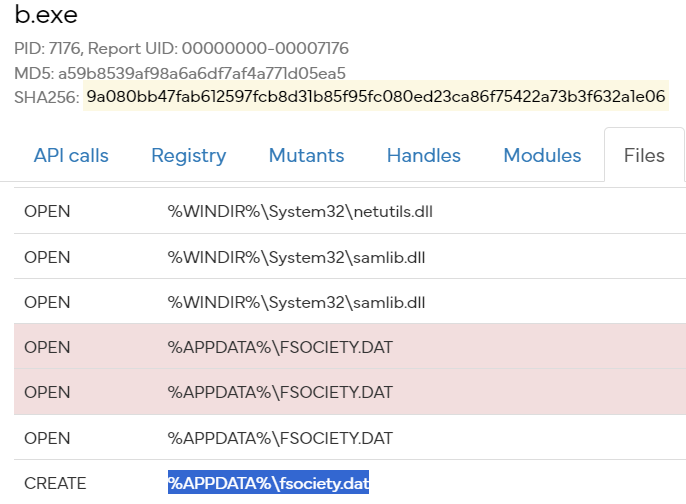 b.exe
PID: 7176, Report UID: 00000000-00007176
MD5: a59b8539af98a6a6df7af4a771d05ea5
SHA256: 9a080bb47fab612597fcb8d31b85f95fc080ed23ca86f75422a73b3f632a1e06
API calls Registry Mutants Handles Modules Files
OPEN %WINDIR%\System32\netutils.dll
OPEN %WINDIR%\System32\samlib.dll
OPEN %WINDIR%\System32\samlib.dll
OPEN %APPDATA%\FSOCIETY.DAT
OPEN %APPDATA%\FSOCIETY.DAT
OPEN %APPDATA%\FSOCIETY.DAT
CREATE %APPDATA%\fsociety.dat